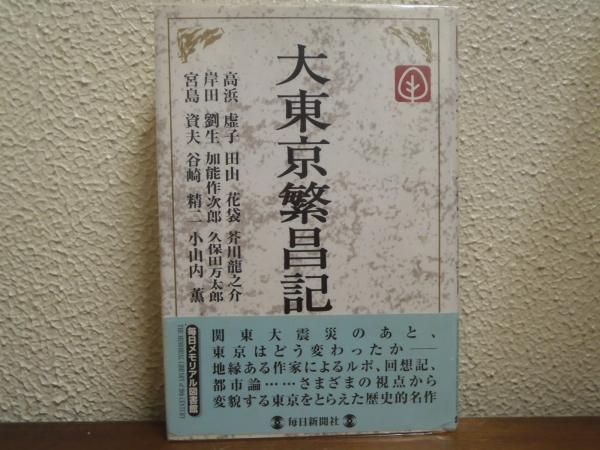 大東京繁昌記
高浜 虚子 田山 花袋 芥川龍之介
岸田 劉生 加能作次郎 久保田万太郎
宮島 資夫 谷崎 精二 小山内 薫
関東大震災のあと、
東京はどう変わったか――
地縁ある作家によるルポ、回想記、
都市論……さまざまの視点から
変貌する東京をとらえた歴史的名作
毎日新聞社
毎日メモリアル図書館
THE MEMORIAL LIBRARY of 20th CENTURY